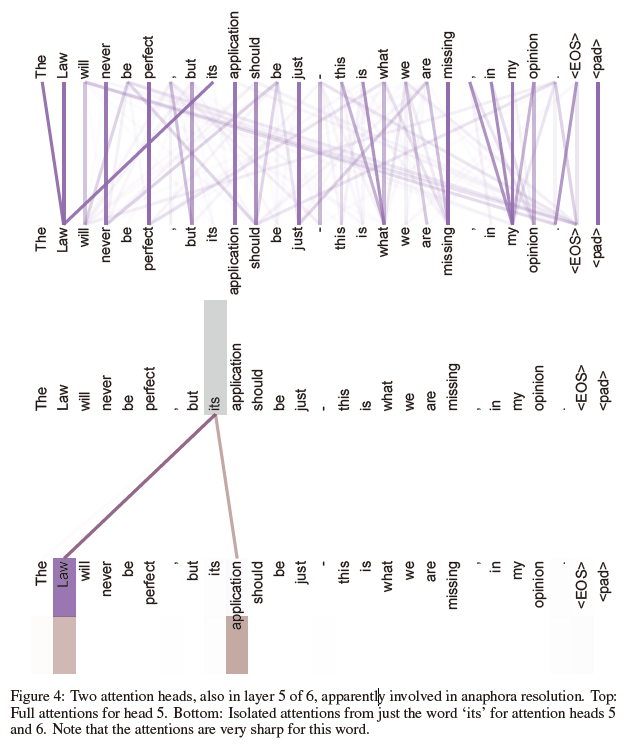 The Law will never be perfect , but its application should be just - this is what we are missing , in my opinion . <EOS> <pad>
The Law will never be perfect , but its application should be just - this is what we are missing , in my opinion . <EOS> <pad>
The Law will never be perfect , but its application should be just - this is what we are missing , in my opinion . <EOS> <pad>
The Law will never be perfect , but its application should be just - this is what we are missing , in my opinion . <EOS> <pad>
Figure 4: Two attention heads, also in layer 5 of 6, apparently involved in anaphora resolution. Top:
Full attentions for head 5. Bottom: Isolated attentions from just the word ‘its’ for attention heads 5
and 6. Note that the attentions are very sharp for this word.